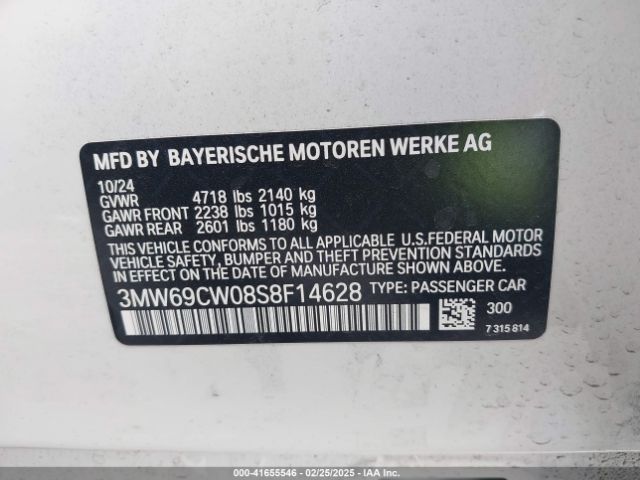 MFD BY BAYERISCHE MOTOREN WERKE AG
10/24
GVWR 4718 lbs 2140 kg
GAWR FRONT 2238 lbs 1015 kg
GAWR REAR 2601 lbs 1180 kg
THIS VEHICLE CONFORMS TO ALL APPLICABLE U.S.FEDERAL MOTOR
VEHICLE SAFETY, BUMPER AND THEFT PREVENTION STANDARDS
IN EFFECT ON THE DATE OF MANUFACTURE SHOWN ABOVE.
3MW69CW08S8F14628 TYPE: PASSENGER CAR
300
7 315 814
000-41655546 - 02/25/2025 - IAA Inc.